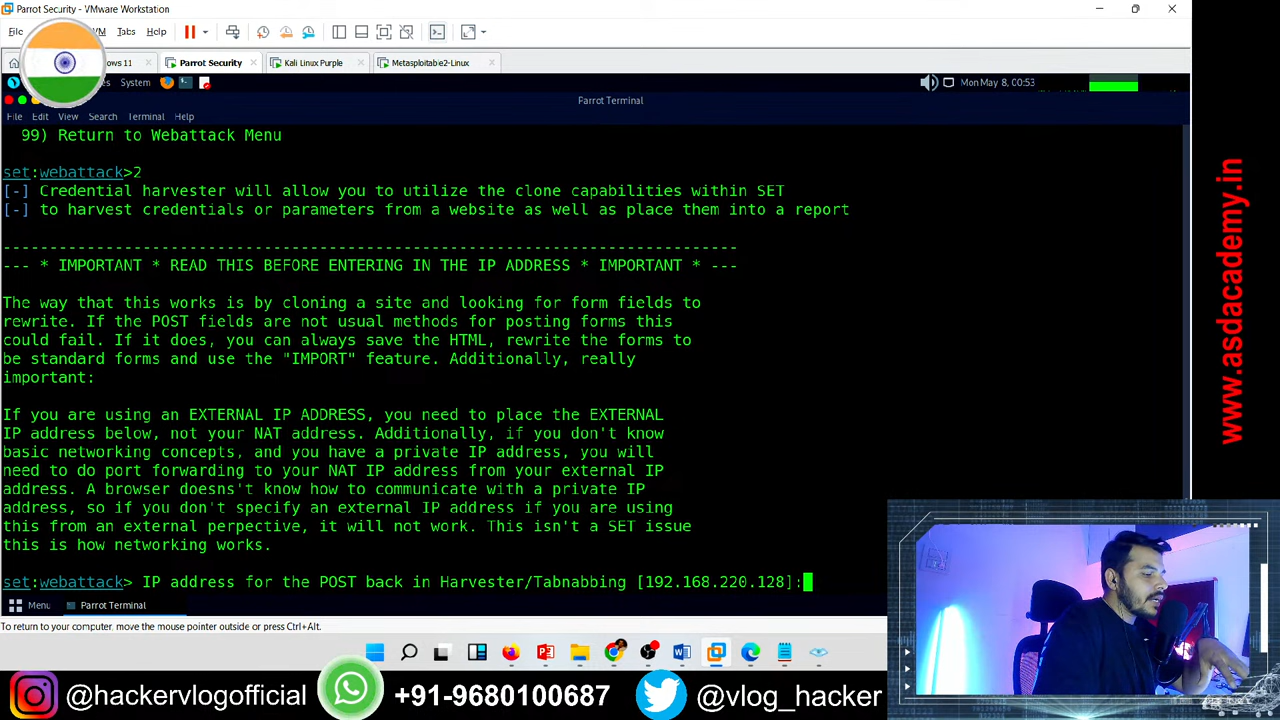 Parrot Security - VMware Workstation
File VM Tabs Help
ows 11 Parrot Security Kali Linux Purple Metasploitable2-Linux
es System Mon May 8, 00:53
Parrot Terminal
File Edit View Search Terminal Help
99) Return to Webattack Menu
set:webattack>2
[-] Credential harvester will allow you to utilize the clone capabilities within SET
[-] to harvest credentials or parameters from a website as well as place them into a report
-------------------------------------------------------------------------------
--- * IMPORTANT * READ THIS BEFORE ENTERING IN THE IP ADDRESS * IMPORTANT * ---
The way that this works is by cloning a site and looking for form fields to
rewrite. If the POST fields are not usual methods for posting forms this
could fail. If it does, you can always save the HTML, rewrite the forms to
be standard forms and use the "IMPORT" feature. Additionally, really
important:
If you are using an EXTERNAL IP ADDRESS, you need to place the EXTERNAL
IP address below, not your NAT address. Additionally, if you don't know
basic networking concepts, and you have a private IP address, you will
need to do port forwarding to your NAT IP address from your external IP
address. A browser doesns't know how to communicate with a private IP
address, so if you don't specify an external IP address if you are using
this from an external perpective, it will not work. This isn't a SET issue
this is how networking works.
set:webattack> IP address for the POST back in Harvester/Tabnabbing [192.168.220.128]:
Menu Parrot Terminal
To return to your computer, move the mouse pointer outside or press Ctrl+Alt.
@hackervlogofficial +91-9680100687 @vlog_hacker
www.asdacademy.in